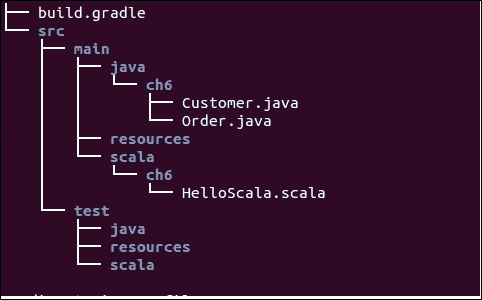 build.gradle
src
main
java
ch6
Customer.java
Order.java
resources
scala
ch6
HelloScala.scala
test
java
resources
scala